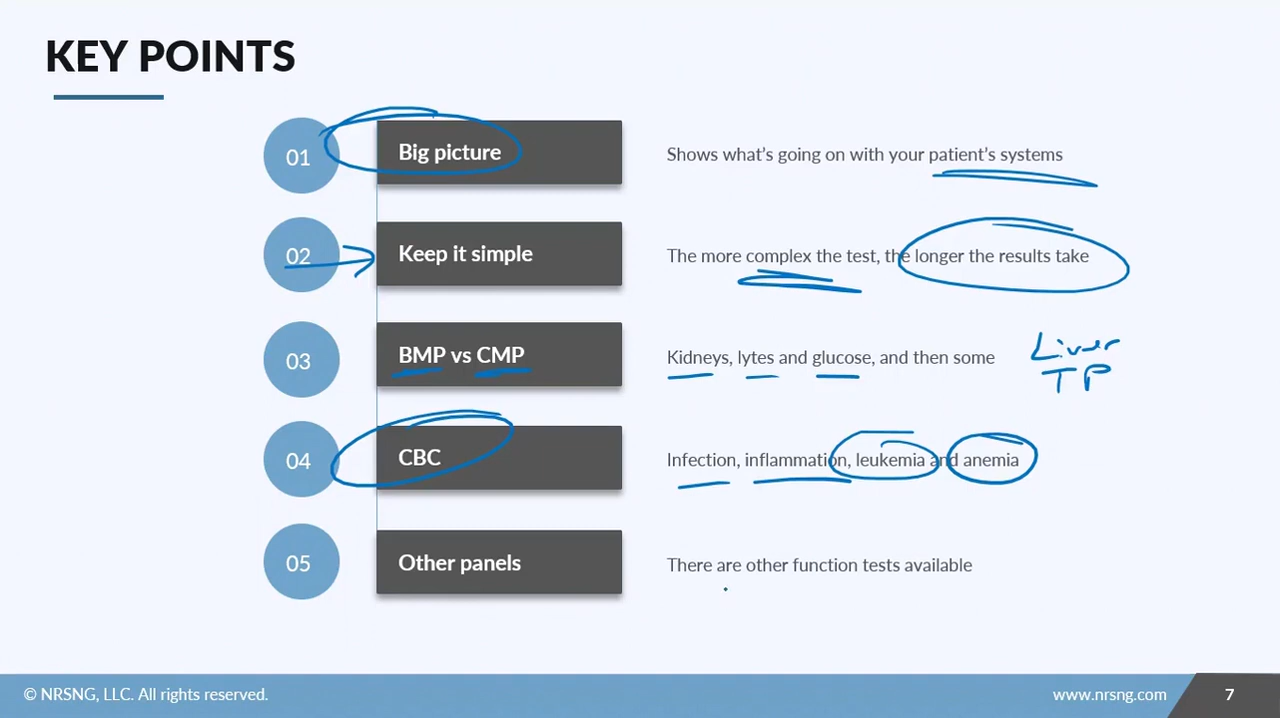 KEY POINTS
01
Big picture
Shows what's going on with your patient's systems
02
Keep it simple
The more complex the test, the longer the results take
03
BMP vs CMP
Kidneys, lytes and glucose, and then some
Liver
TP
04
CBC
Infection, inflammation, leukemia and anemia
05
Other panels
There are other function tests available
© NRSNG, LLC. All rights reserved.
www.nrsng.com
7